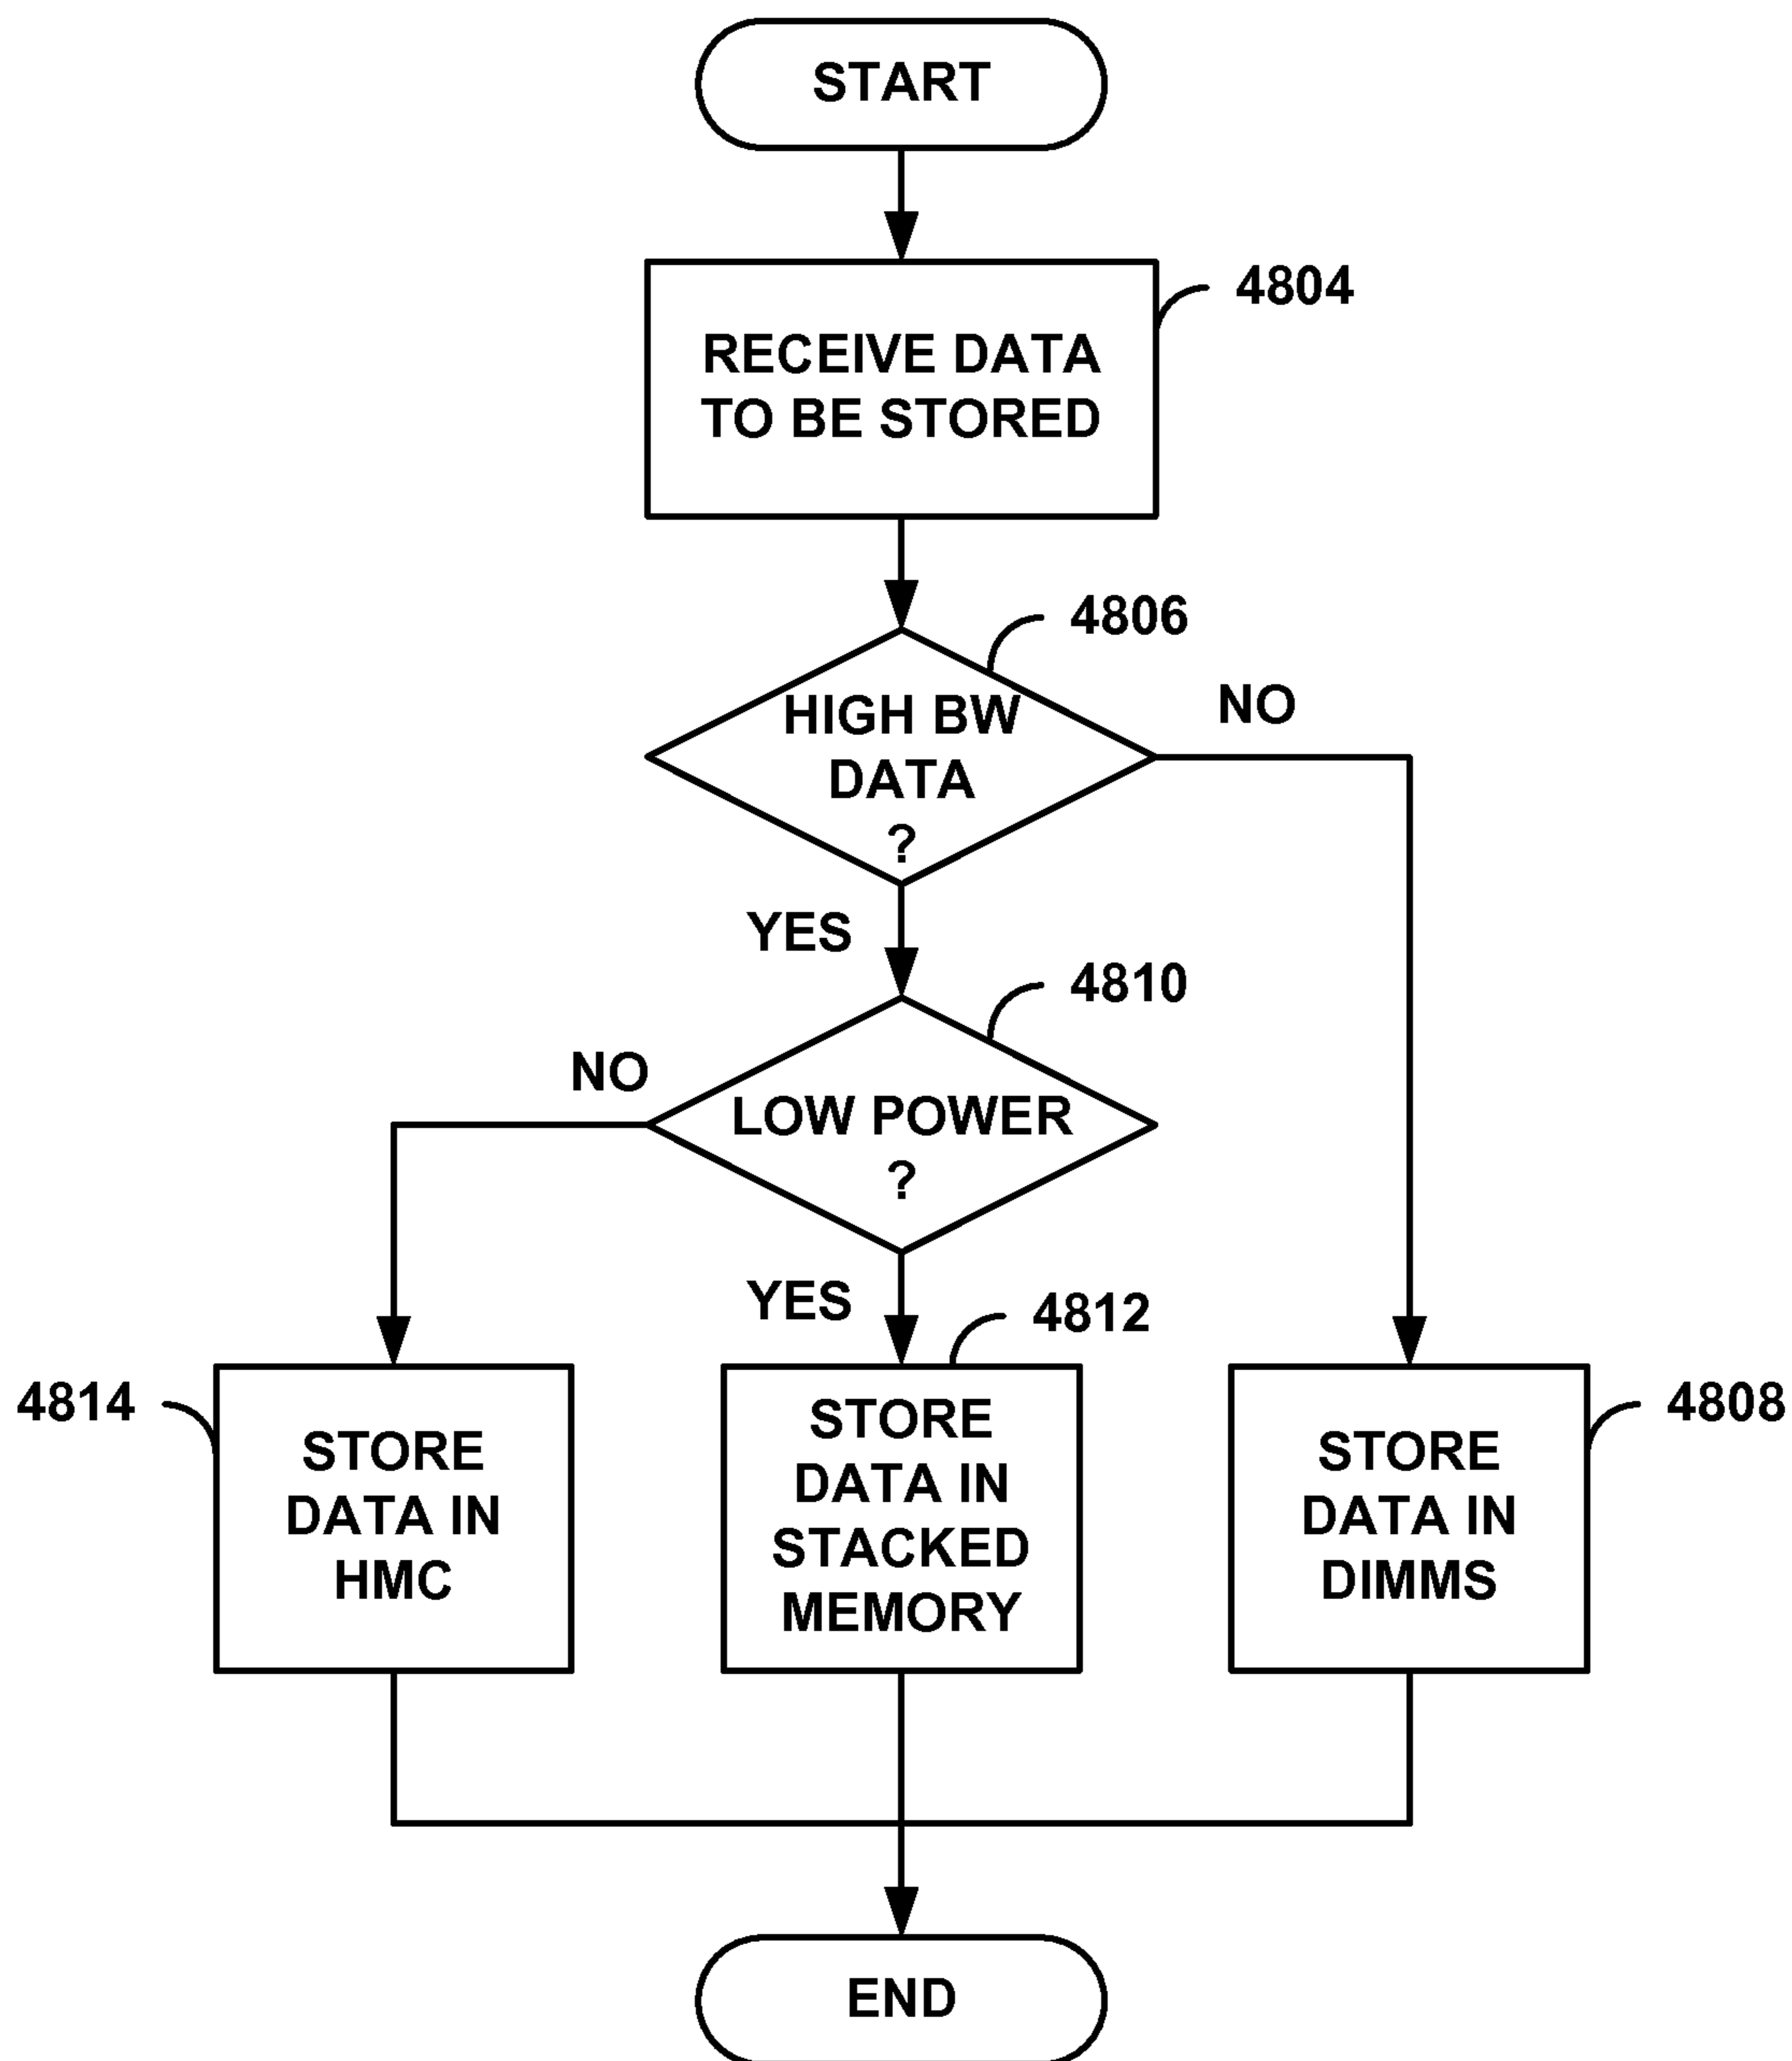 START
4804
RECEIVE DATA
TO BE STORED
4806
HIGH BW
DATA
?
NO
YES
4810
NO
LOW POWER
?
YES
4812
4814
STORE
DATA IN
HMC
STORE
DATA IN
STACKED
MEMORY
4808
STORE
DATA IN
DIMMS
END